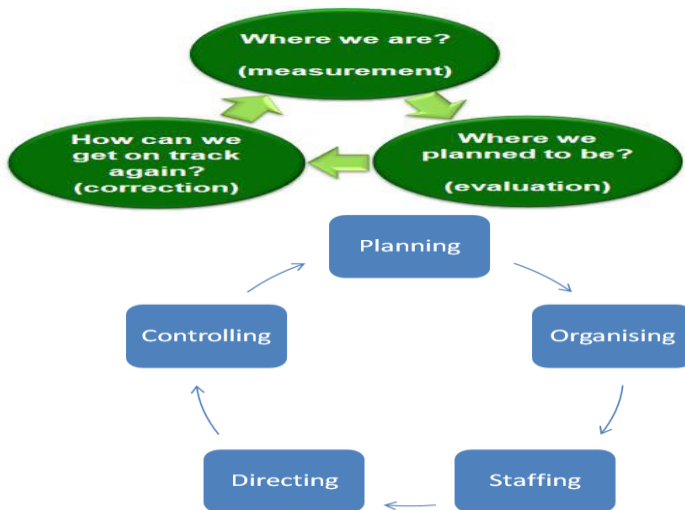 Where we are?
(measurement)
How can we
get on track
again?
(correction)
Where we
planned to be?
(evaluation)
Planning
Controlling
Organising
Directing
Staffing